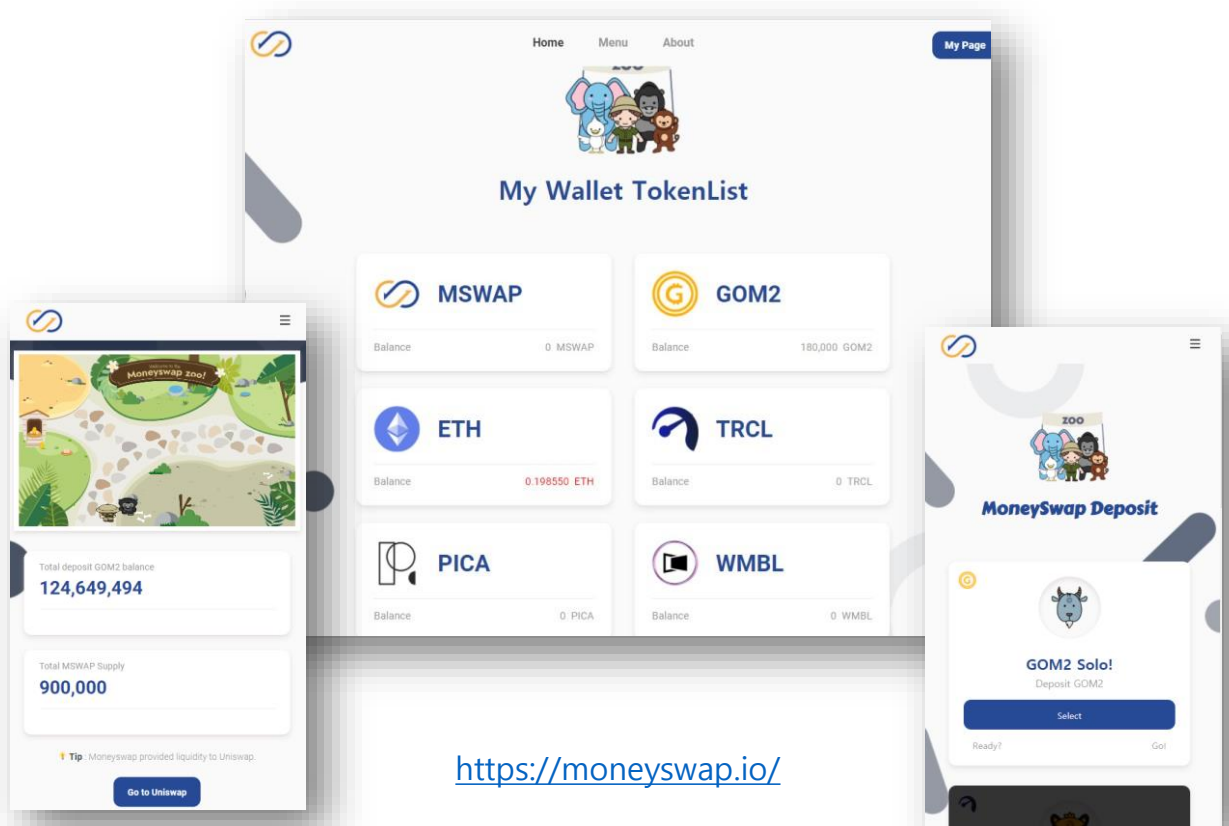 Home Menu About
My Page
ZOO
My Wallet TokenList
MSWAP
Balance 0 MSWAP
GOM2
Balance 180,000 GOM2
ETH
Balance 0.198550 ETH
TRCL
Balance 0 TRCL
PICA
Balance 0 PICA
WMBL
Balance 0 WMBL
Welcome to the
Moneyswap zoo!
Total deposit GOM2 balance
124,649,494
Total MSWAP Supply
900,000
Tip : Moneyswap provided liquidity to Uniswap.
Go to Uniswap
ZOO
MoneySwap Deposit
GOM2 Solo!
Deposit GOM2
Select
Ready? Go!
https://moneyswap.io/